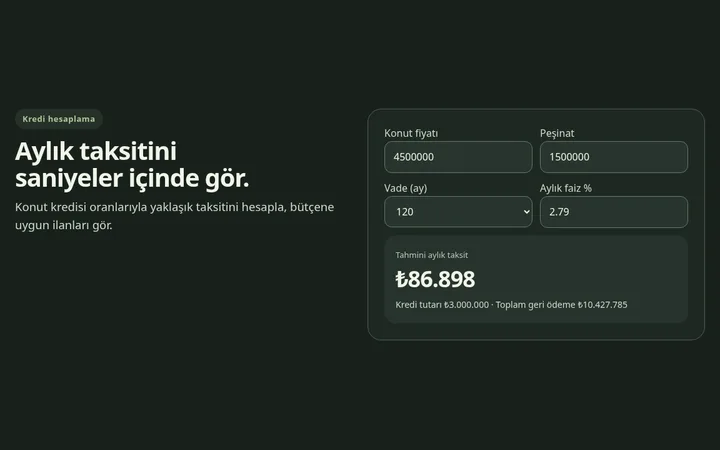 Kredi hesaplama
Aylık taksitini
saniyeler içinde gör.
Konut kredisi oranlarıyla yaklaşık taksitini hesapla, bütçene
uygun ilanları gör.
Konut fiyatı
4500000
Peşinat
1500000
Vade (ay)
120
Aylık faiz %
2.79
Tahmini aylık taksit
₺86.898
Kredi tutarı ₺3.000.000 · Toplam geri ödeme ₺10.427.785